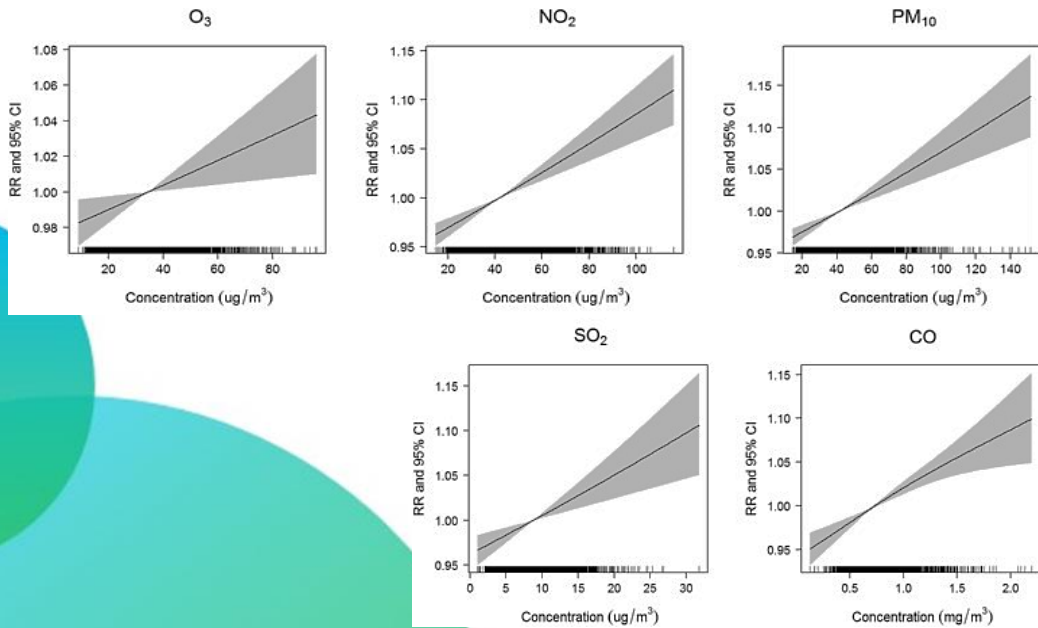 O₃
1.08
1.06
1.04
1.02
1.00
0.98
RR and 95% CI
20 40 60 80
Concentration (ug/m³)
NO₂
1.15
1.10
1.05
1.00
0.95
RR and 95% CI
20 40 60 80 100
Concentration (ug/m³)
PM₁₀
1.15
1.10
1.05
1.00
0.95
RR and 95% CI
20 40 60 80 100 120 140
Concentration (ug/m³)
SO₂
1.15
1.10
1.05
1.00
0.95
RR and 95% CI
0 5 10 15 20 25 30
Concentration (ug/m³)
CO
1.15
1.10
1.05
1.00
0.95
RR and 95% CI
0.5 1.0 1.5 2.0
Concentration (mg/m³)